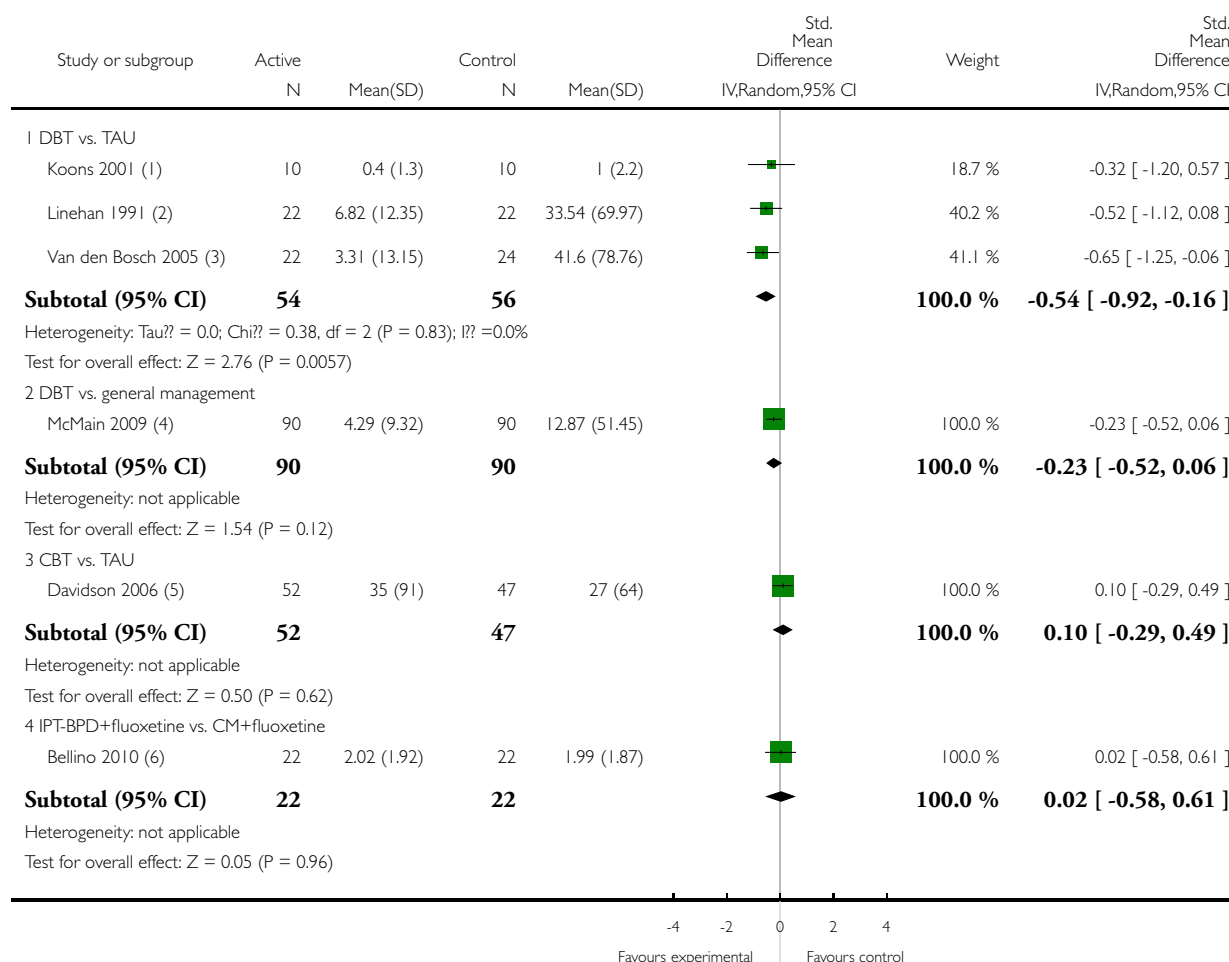 Study or subgroup Active Control Std. Mean Difference Weight Std. Mean Difference
N Mean(SD) N Mean(SD) IV,Random,95% CI IV,Random,95% CI
1 DBT vs. TAU
Koons 2001 (1) 10 0.4 (1.3) 10 1 (2.2) 18.7 % -0.32 [ -1.20, 0.57 ]
Linehan 1991 (2) 22 6.82 (12.35) 22 33.54 (69.97) 40.2 % -0.52 [ -1.12, 0.08 ]
Van den Bosch 2005 (3) 22 3.31 (13.15) 24 41.6 (78.76) 41.1 % -0.65 [ -1.25, -0.06 ]
Subtotal (95% CI) 54 56 100.0 % -0.54 [ -0.92, -0.16 ]
Heterogeneity: Tau?? = 0.0; Chi?? = 0.38, df = 2 (P = 0.83); I?? =0.0%
Test for overall effect: Z = 2.76 (P = 0.0057)
2 DBT vs. general management
McMain 2009 (4) 90 4.29 (9.32) 90 12.87 (51.45) 100.0 % -0.23 [ -0.52, 0.06 ]
Subtotal (95% CI) 90 90 100.0 % -0.23 [ -0.52, 0.06 ]
Heterogeneity: not applicable
Test for overall effect: Z = 1.54 (P = 0.12)
3 CBT vs. TAU
Davidson 2006 (5) 52 35 (91) 47 27 (64) 100.0 % 0.10 [ -0.29, 0.49 ]
Subtotal (95% CI) 52 47 100.0 % 0.10 [ -0.29, 0.49 ]
Heterogeneity: not applicable
Test for overall effect: Z = 0.50 (P = 0.62)
4 IPT-BPD+fluoxetine vs. CM+fluoxetine
Bellino 2010 (6) 22 2.02 (1.92) 22 1.99 (1.87) 100.0 % 0.02 [ -0.58, 0.61 ]
Subtotal (95% CI) 22 22 100.0 % 0.02 [ -0.58, 0.61 ]
Heterogeneity: not applicable
Test for overall effect: Z = 0.05 (P = 0.96)
-4 -2 0 2 4
Favours experimental Favours control